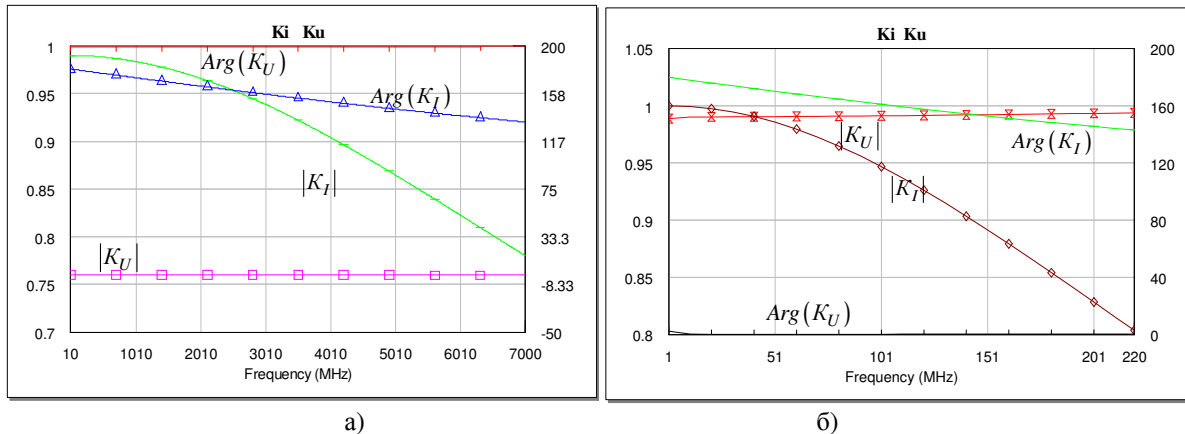 Ki Ku
1
0.95
0.9
0.85
0.8
0.75
0.7
200
158
117
75
33.3
-8.33
-50
Arg(K_U)
Arg(K_I)
|K_I|
|K_U|
10 1010 2010 3010 4010 5010 6010 7000
Frequency (MHz)
а)
Ki Ku
1.05
1
0.95
0.9
0.85
0.8
200
160
120
80
40
0
|K_U|
Arg(K_I)
|K_I|
Arg(K_U)
1 51 101 151 201 220
Frequency (MHz)
б)